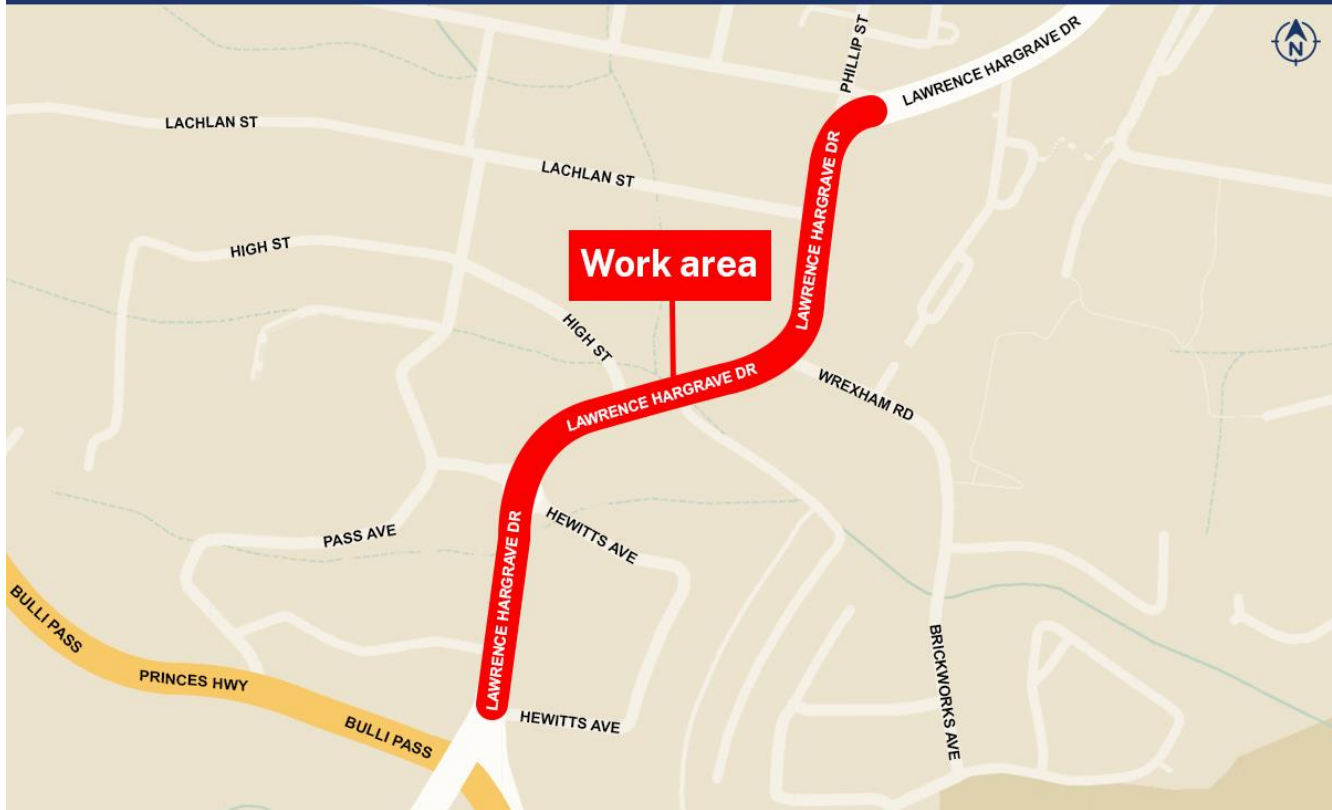 N
PHILLIP ST
LAWRENCE HARGRAVE DR
LACHLAN ST
LACHLAN ST
LAWRENCE HARGRAVE DR
HIGH ST
Work area
HIGH ST
LAWRENCE HARGRAVE DR
WREXHAM RD
HEWITTS AVE
PASS AVE
LAWRENCE HARGRAVE DR
BULLI PASS
PRINCES HWY
BULLI PASS
HEWITTS AVE
BRICKWORKS AVE